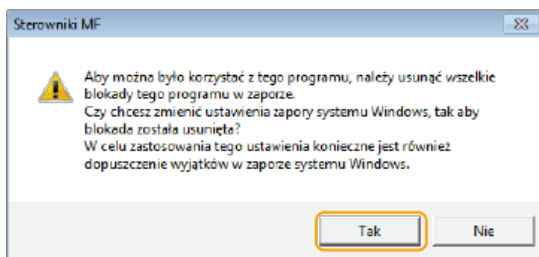 Sterowniki MF
Aby można było korzystać z tego programu, należy usunąć wszelkie
blokady tego programu w zaporze.
Czy chcesz zmienić ustawienia zapory systemu Windows, tak aby
blokada została usunięta?
W celu zastosowania tego ustawienia konieczne jest również
dopuszczenie wyjątków w zaporze systemu Windows.
Tak
Nie